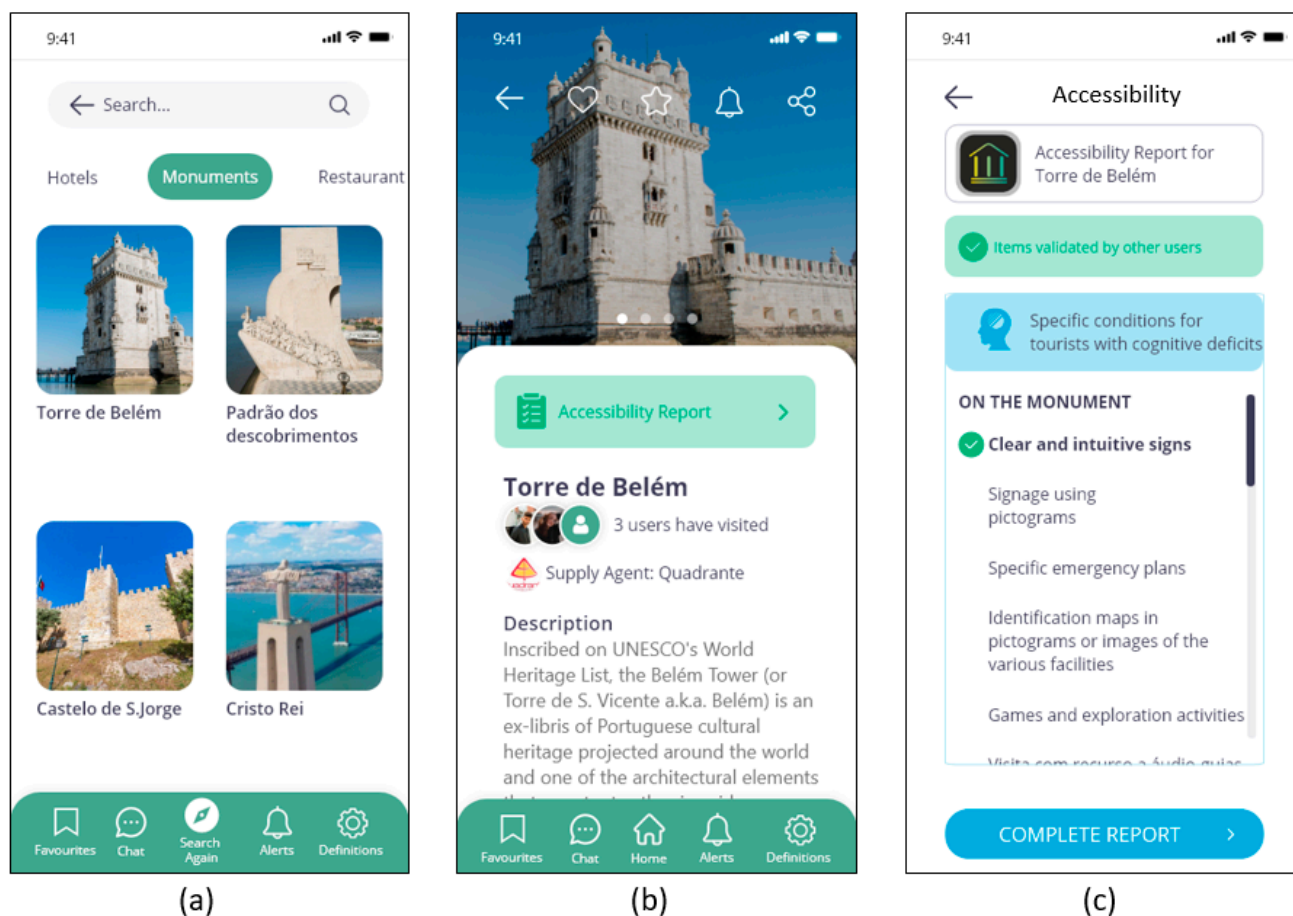 9:41
Search...
Hotels
Monuments
Restaurant
Torre de Belém
Padrão dos
descobrimentos
Castelo de S.Jorge
Cristo Rei
Favourites
Chat
Search
Again
Alerts
Definitions
(a)
9:41
Accessibility Report
Torre de Belém
3 users have visited
Supply Agent: Quadrante
Description
Inscribed on UNESCO's World
Heritage List, the Belém Tower (or
Torre de S. Vicente a.k.a. Belém) is an
ex-libris of Portuguese cultural
heritage projected around the world
and one of the architectural elements
Favourites
Chat
Home
Alerts
Definitions
(b)
9:41
Accessibility
Accessibility Report for
Torre de Belém
Items validated by other users
Specific conditions for
tourists with cognitive deficits
ON THE MONUMENT
Clear and intuitive signs
Signage using
pictograms
Specific emergency plans
Identification maps in
pictograms or images of the
various facilities
Games and exploration activities
Visita com recurso a áudio-guias
COMPLETE REPORT
(c)